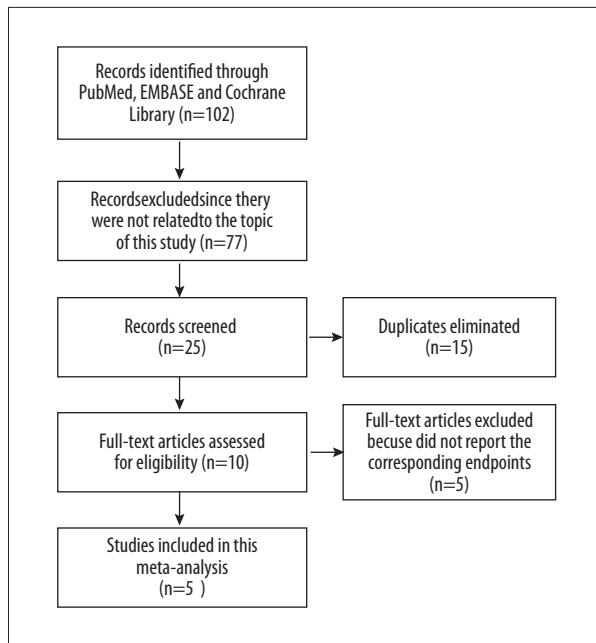 Records identified through
PubMed, EMBASE and Cochrane
Library (n=102)
Recordsexcludedsince thery
were not relatedto the topic
of this study (n=77)
Records screened
(n=25)
Duplicates eliminated
(n=15)
Full-text articles assessed
for eligibility (n=10)
Full-text articles excluded
becuse did not report the
corresponding endpoints
(n=5)
Studies included in this
meta-analysis
(n=5 )